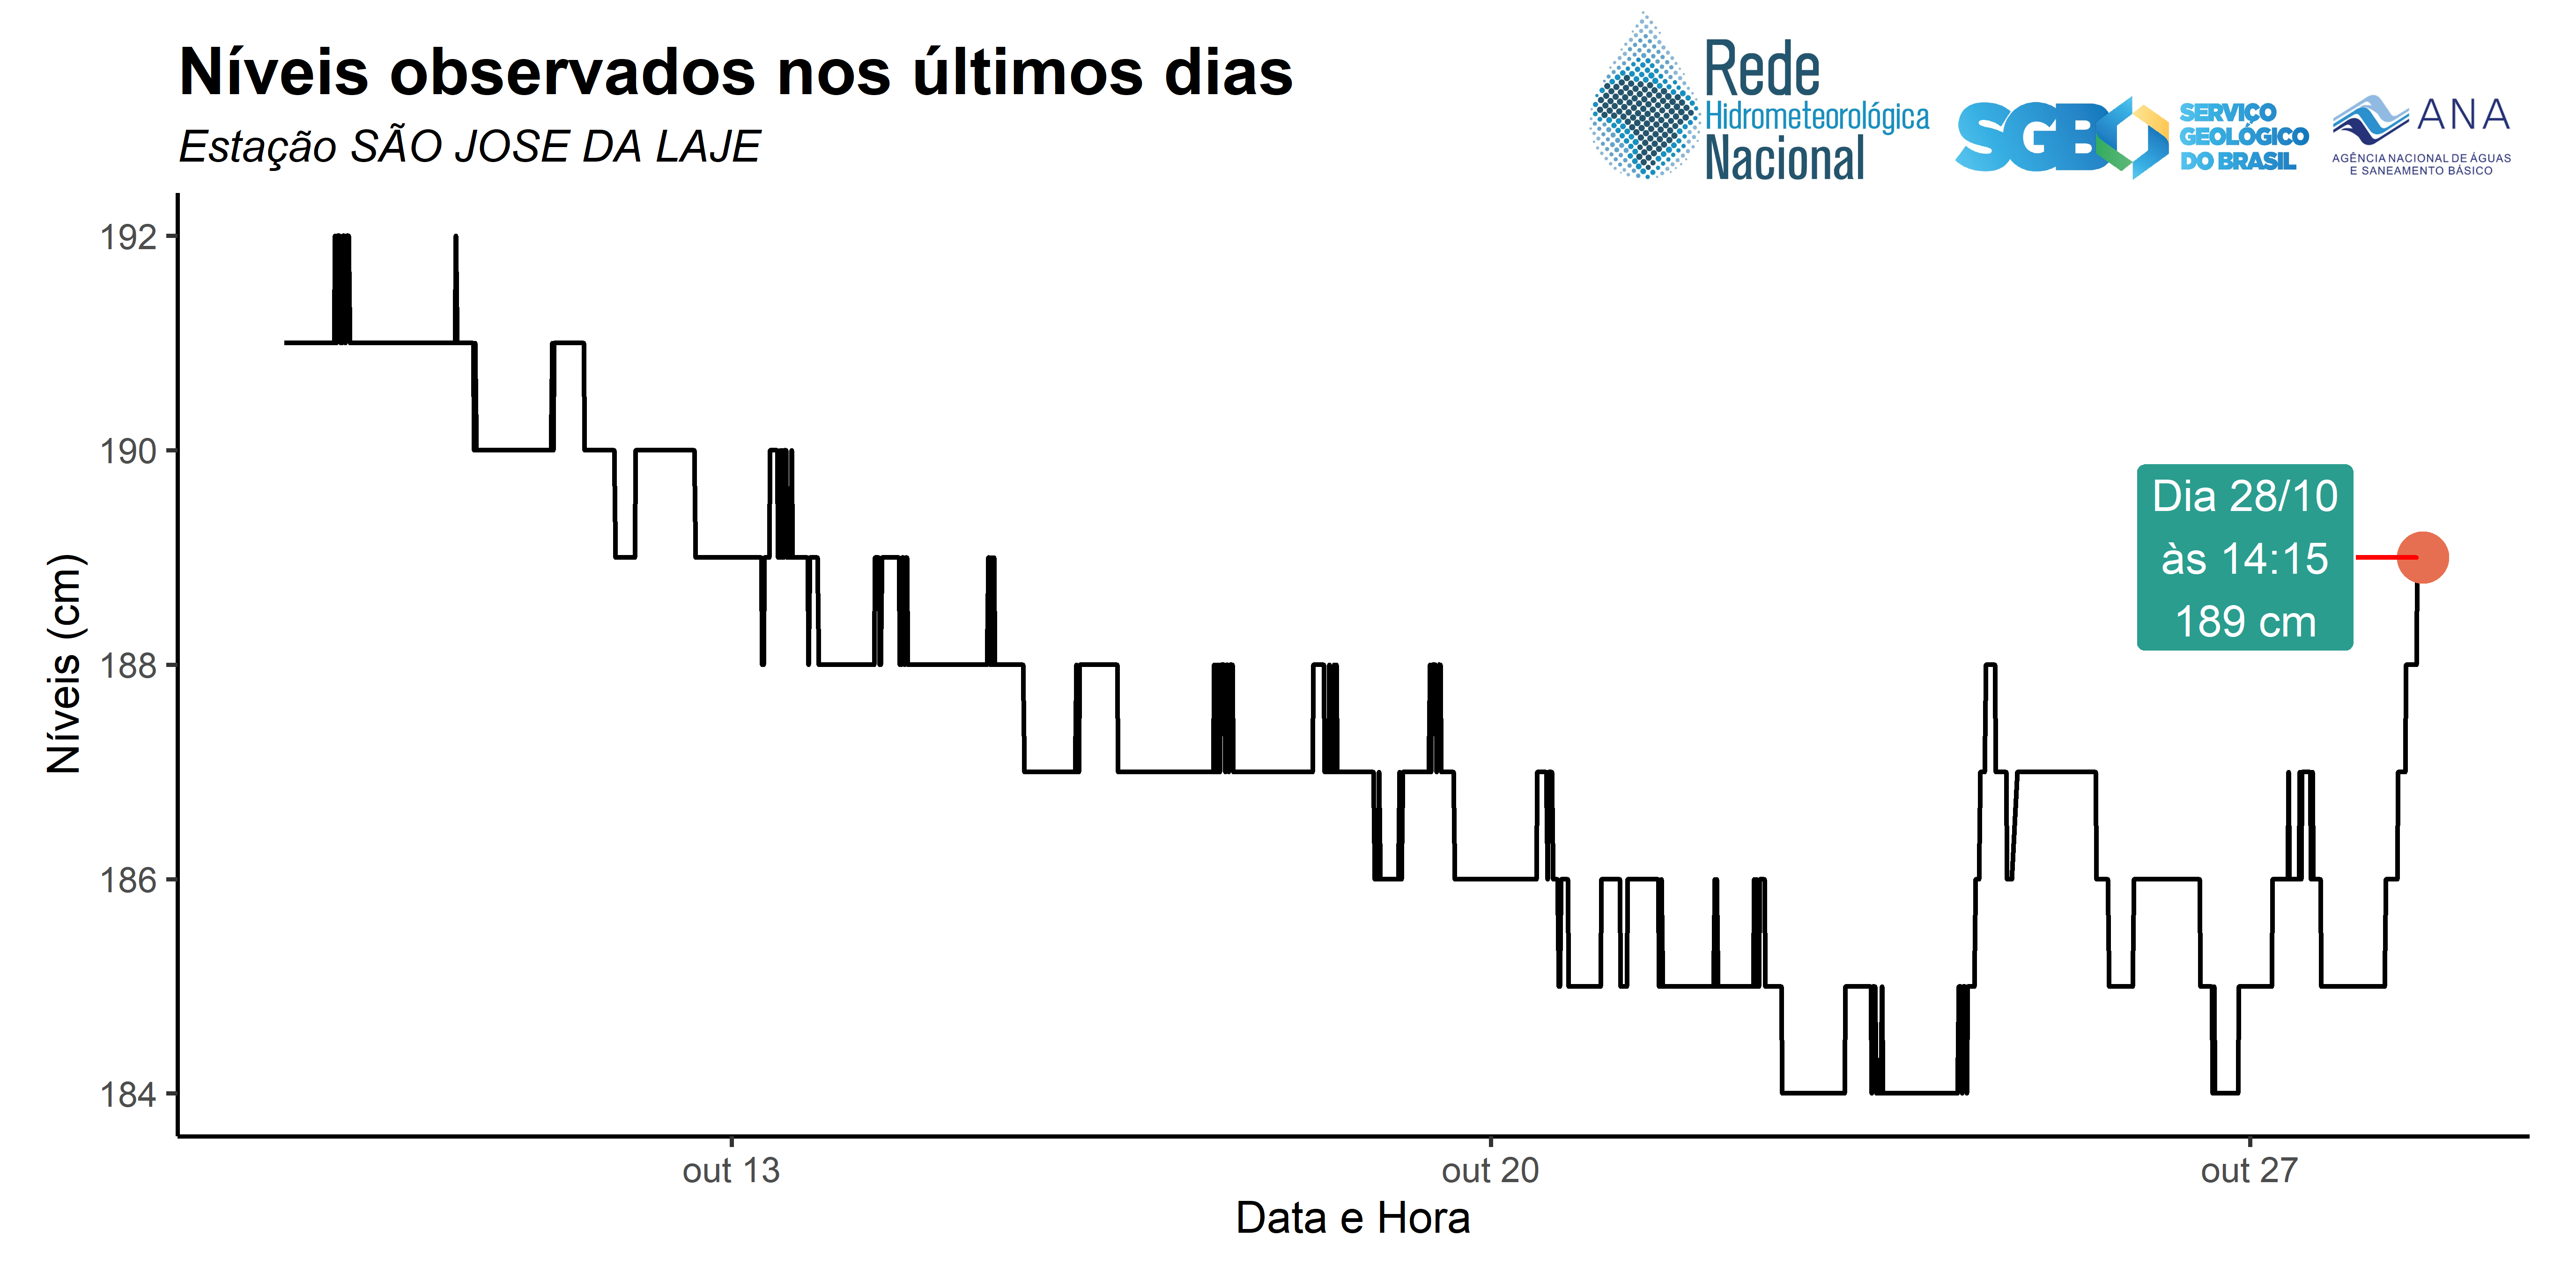 Níveis observados nos últimos dias
Estação SÃO JOSE DA LAJE
Rede
Hidrometeorológica
Nacional
SGB
SERVIÇO
GEOLÓGICO
DO BRASIL
ANA
AGÊNCIA NACIONAL DE ÁGUAS
E SANEAMENTO BÁSICO
Níveis (cm)
192
190
188
186
184
Dia 28/10
às 14:15
189 cm
out 13
out 20
out 27
Data e Hora